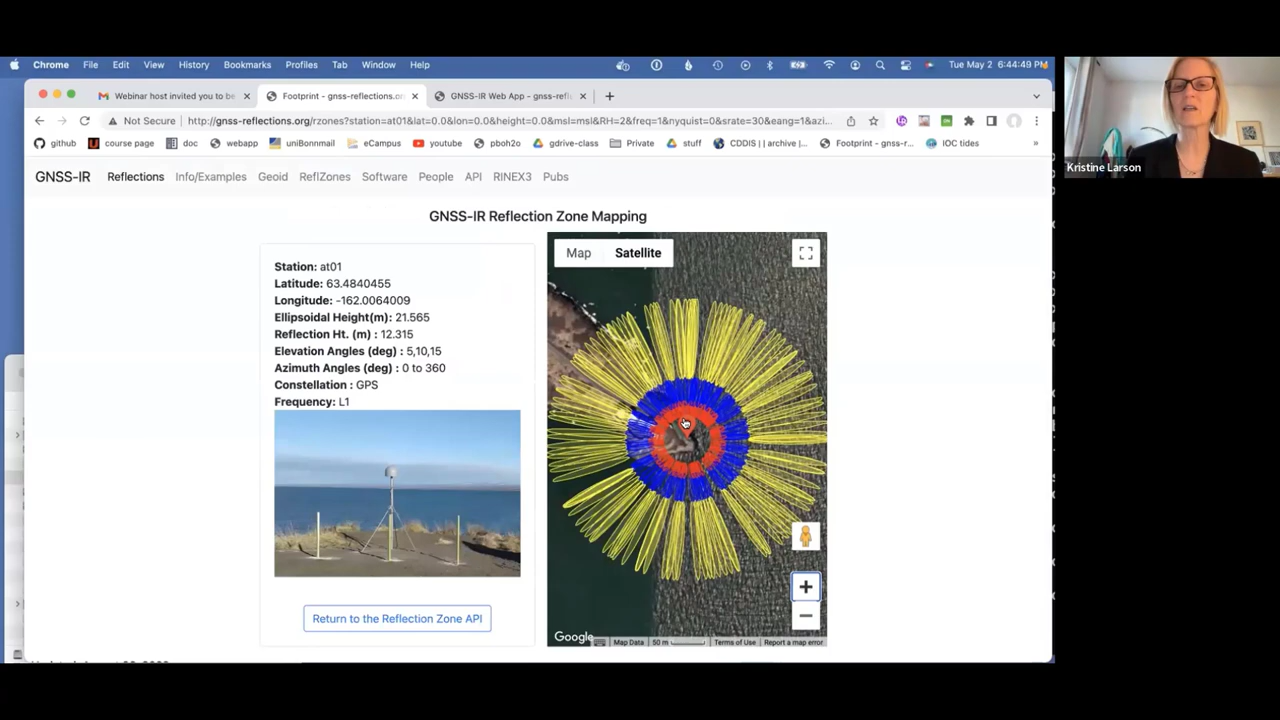 Chrome File Edit View History Bookmarks Profiles Tab Window Help Tue May 2 6:44:49
Webinar host invited you to be Footprint - gnss-reflections.or GNSS-IR Web App - gnss-refl
Not Secure http://gnss-reflections.org/rzones?station=at01&lat=0.0&lon=0.0&height=0.0&msl=msl&RH=2&freq=1&nyquist=0&srate=30&eang=1&azi...
github course page doc webapp uniBonnmail eCampus youtube pboh2o gdrive-class Private stuff CDDIS | | archive |... Footprint - gnss-r... IOC tides »
Kristine Larson
GNSS-IR Reflections Info/Examples Geoid ReflZones Software People API RINEX3 Pubs
GNSS-IR Reflection Zone Mapping
Map Satellite
Station: at01
Latitude: 63.4840455
Longitude: -162.0064009
Ellipsoidal Height(m): 21.565
Reflection Ht. (m) : 12.315
Elevation Angles (deg) : 5,10,15
Azimuth Angles (deg) : 0 to 360
Constellation : GPS
Frequency: L1
Return to the Reflection Zone API
Google Map Data 50 m Terms of Use Report a map error